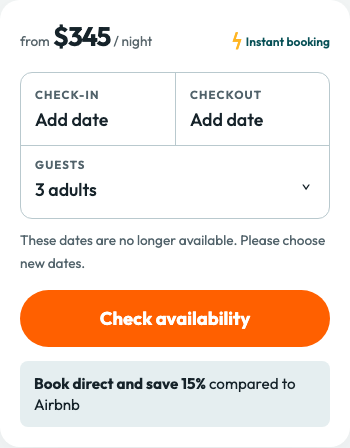 from $345 / night
Instant booking
CHECK-IN
Add date
CHECKOUT
Add date
GUESTS
3 adults
These dates are no longer available. Please choose
new dates.
Check availability
Book direct and save 15% compared to
Airbnb